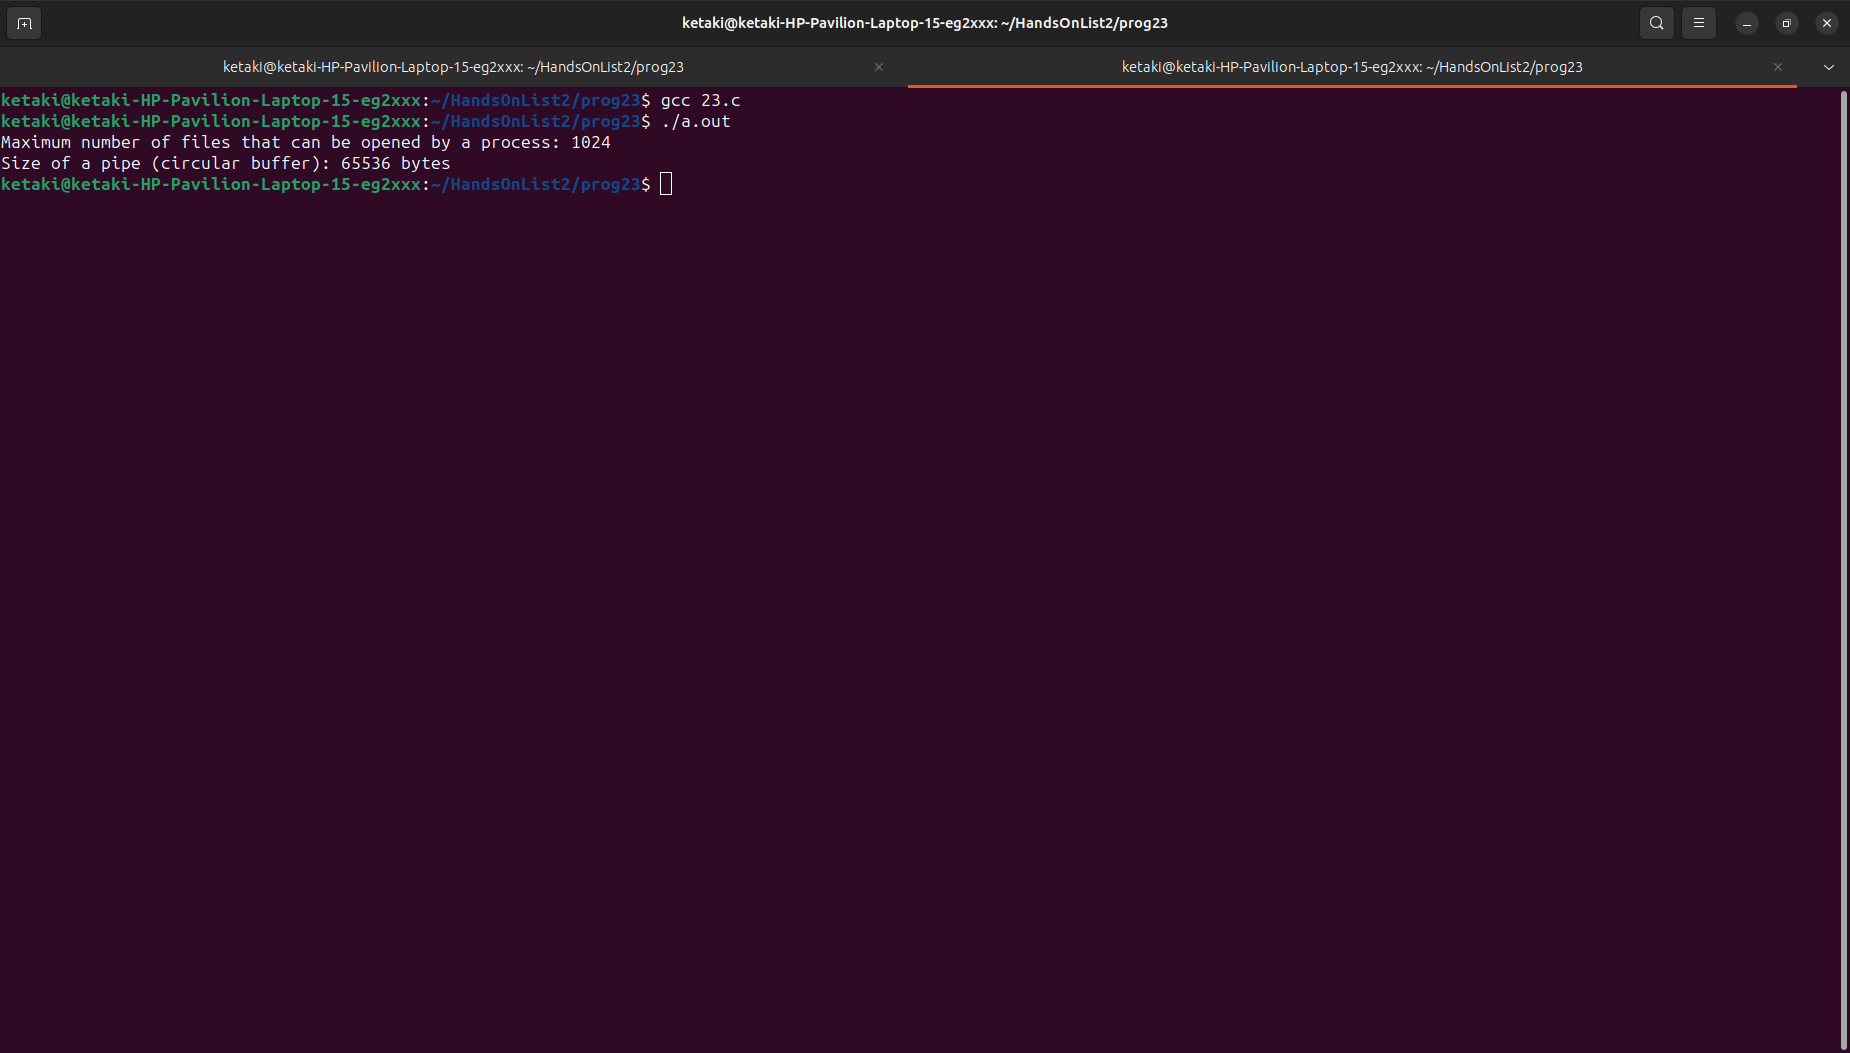 ketaki@ketaki-HP-Pavilion-Laptop-15-eg2xxx: ~/HandsOnList2/prog23
ketaki@ketaki-HP-Pavilion-Laptop-15-eg2xxx: ~/HandsOnList2/prog23
ketaki@ketaki-HP-Pavilion-Laptop-15-eg2xxx: ~/HandsOnList2/prog23
ketaki@ketaki-HP-Pavilion-Laptop-15-eg2xxx:~/HandsOnList2/prog23$ gcc 23.c
ketaki@ketaki-HP-Pavilion-Laptop-15-eg2xxx:~/HandsOnList2/prog23$ ./a.out
Maximum number of files that can be opened by a process: 1024
Size of a pipe (circular buffer): 65536 bytes
ketaki@ketaki-HP-Pavilion-Laptop-15-eg2xxx:~/HandsOnList2/prog23$